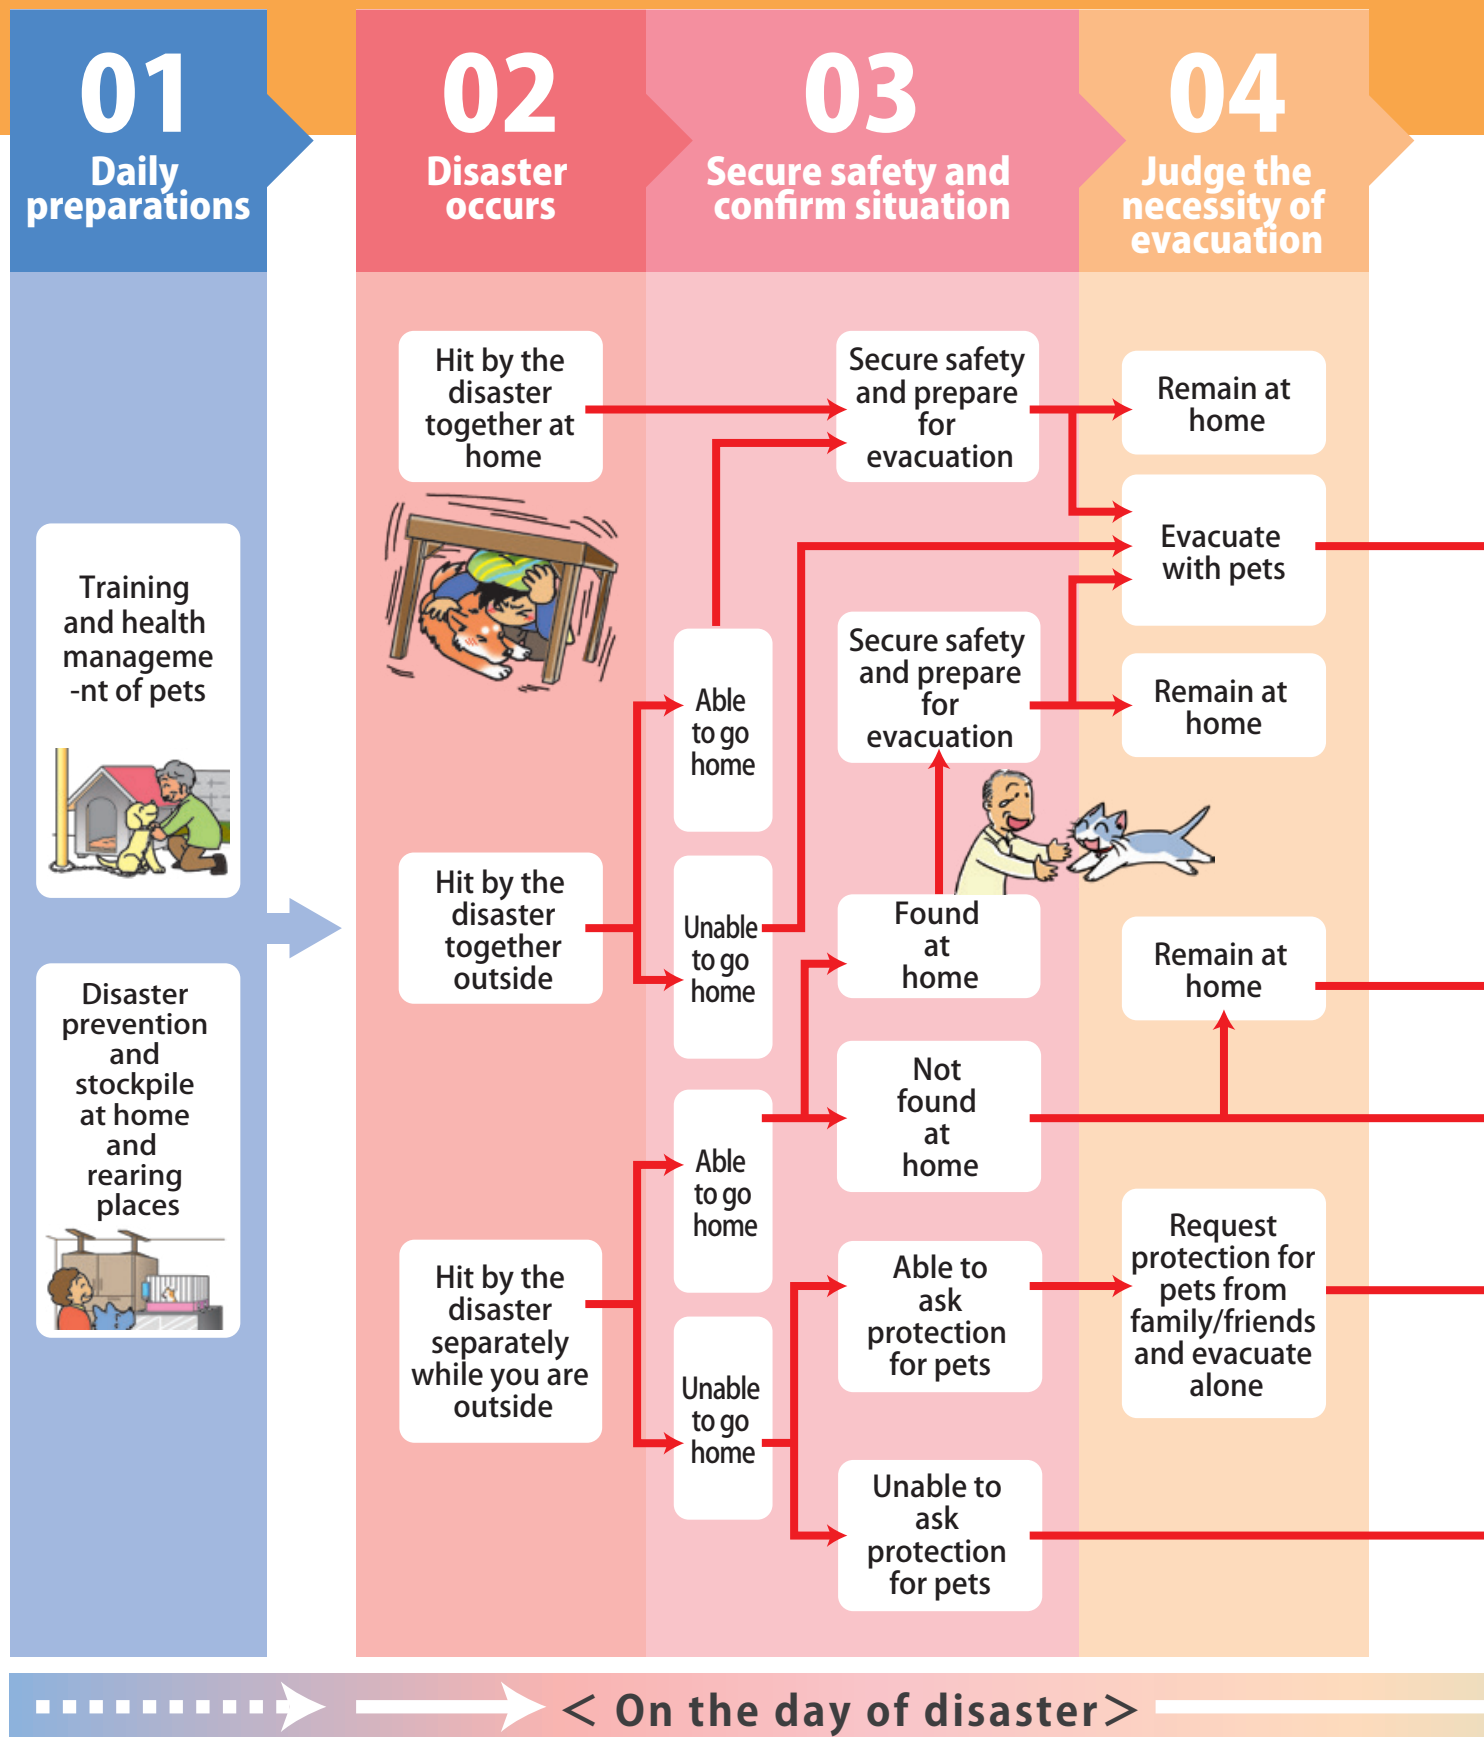 01
Daily
preparations
02
Disaster
occurs
03
Secure safety and
confirm situation
04
Judge the
necessity of
evacuation
Training
and health
manageme
-nt of pets
Disaster
prevention
and
stockpile
at home
and
rearing
places
Hit by the
disaster
together at
home
Hit by the
disaster
together
outside
Hit by the
disaster
separately
while you are
outside
Able
to go
home
Unable
to go
home
Able
to go
home
Unable
to go
home
Secure safety
and prepare
for
evacuation
Secure safety
and prepare
for
evacuation
Found
at
home
Not
found
at
home
Able to
ask
protection
for pets
Unable to
ask
protection
for pets
Remain at
home
Evacuate
with pets
Remain at
home
Remain at
home
Request
protection for
pets from
family/friends
and evacuate
alone
＜ On the day of disaster＞